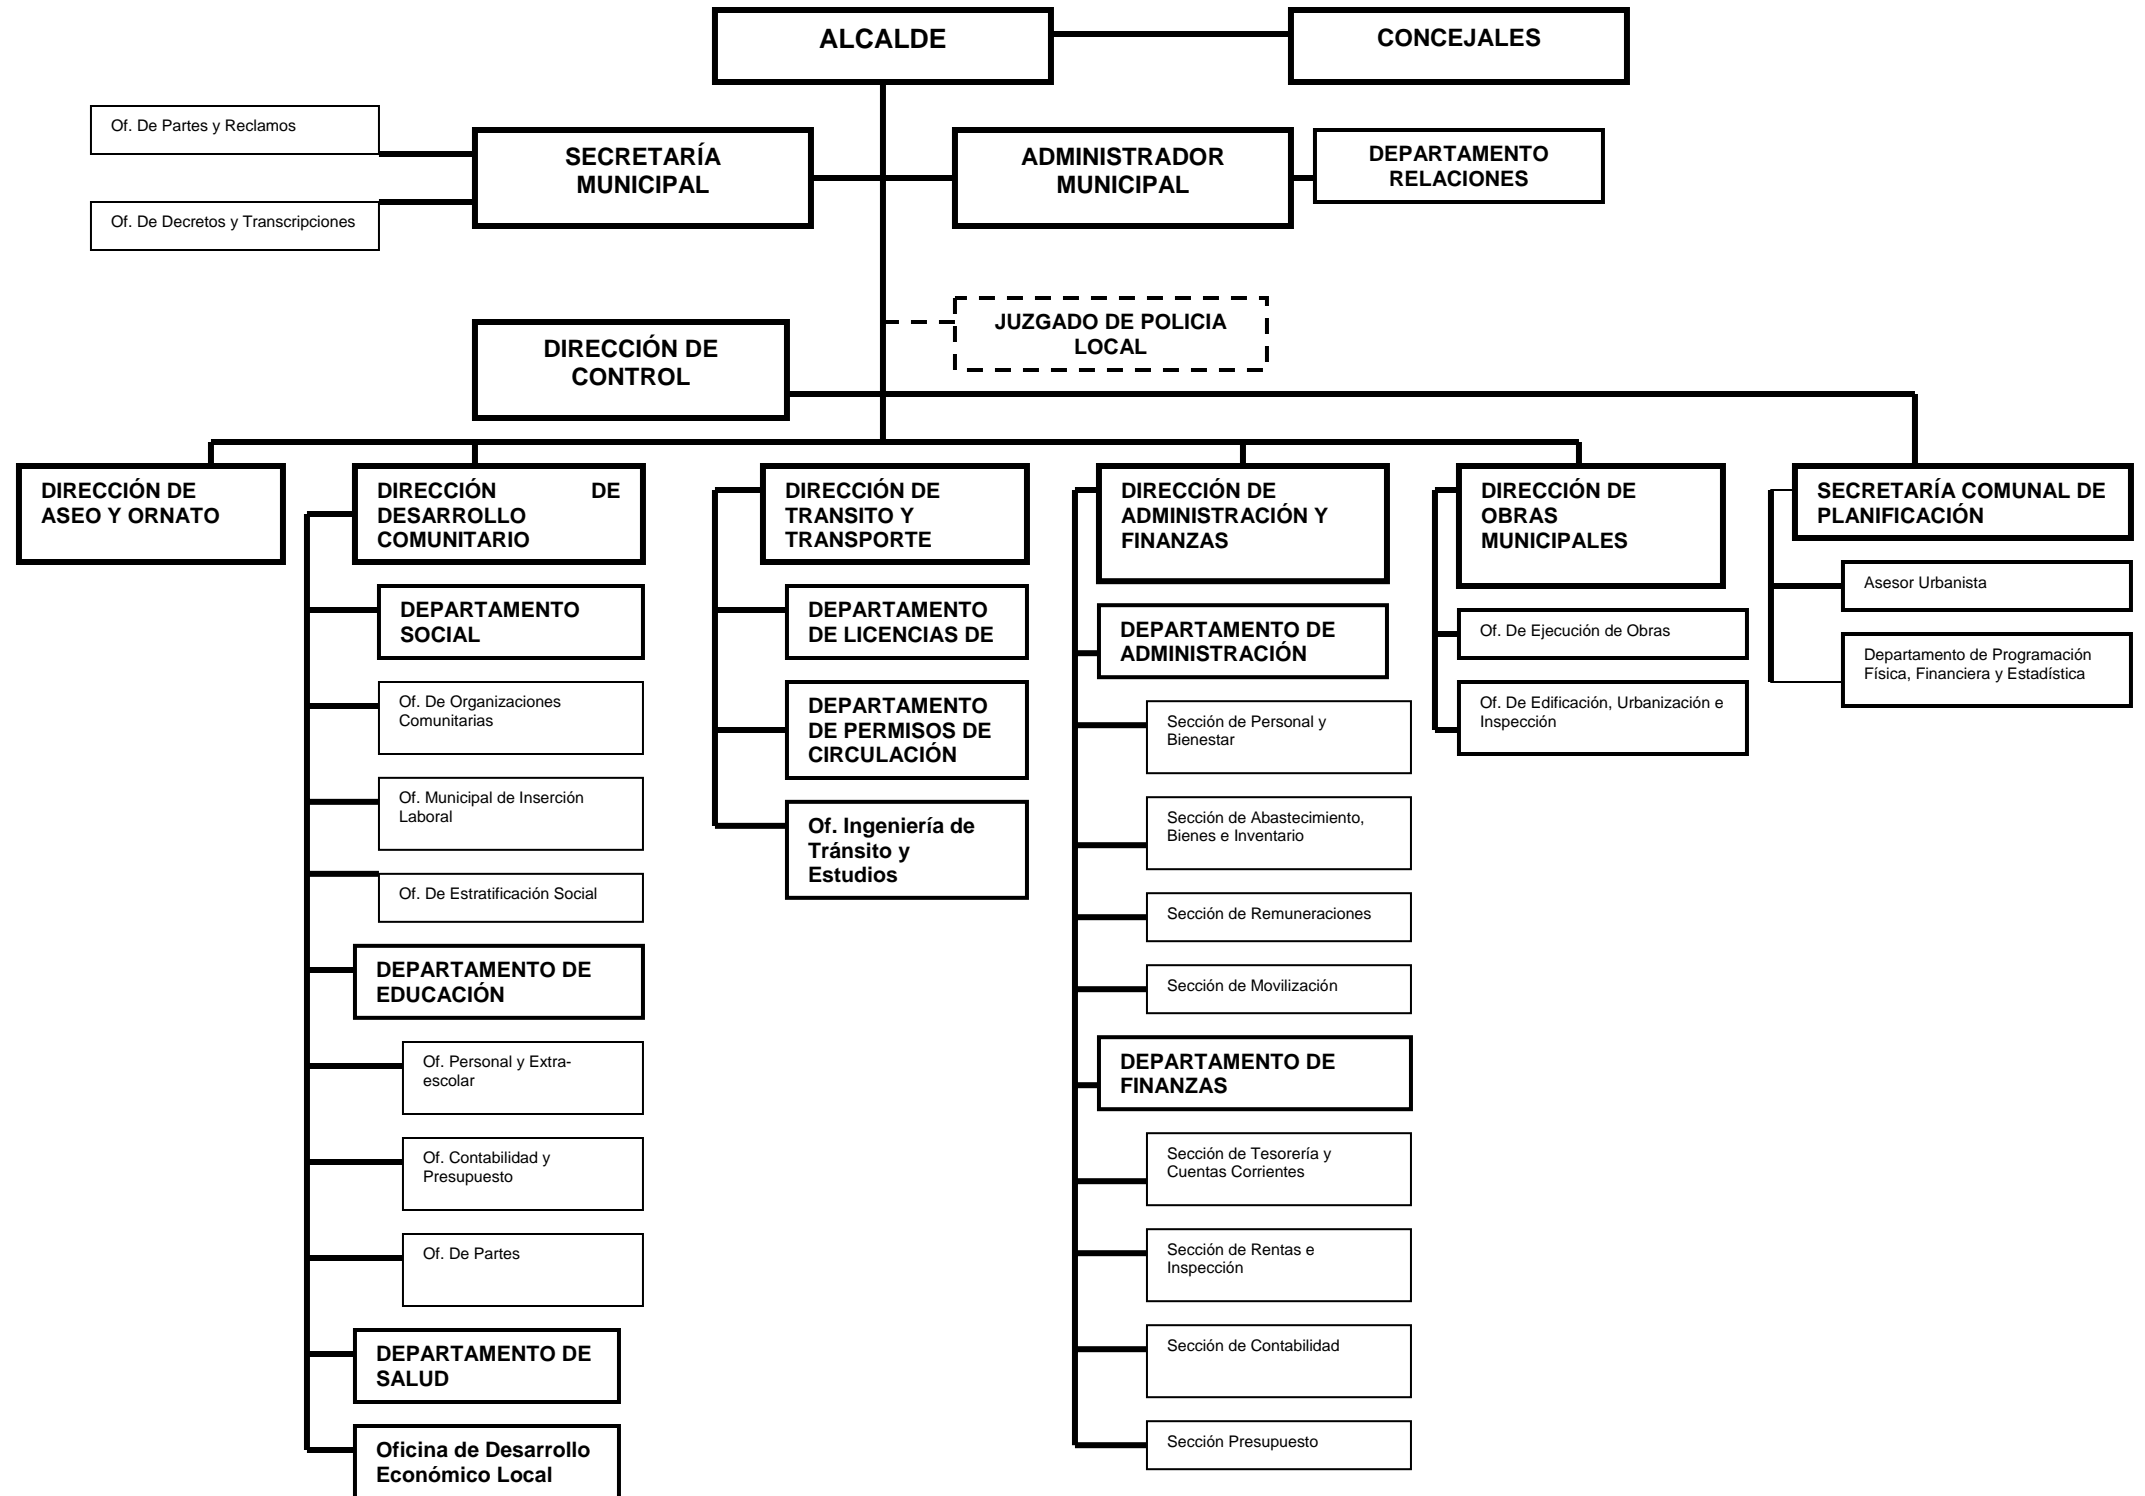 ALCALDE
CONCEJALES
Of. De Partes y Reclamos
SECRETARÍA
MUNICIPAL
ADMINISTRADOR
MUNICIPAL
DEPARTAMENTO
RELACIONES
Of. De Decretos y Transcripciones
JUZGADO DE POLICIA
LOCAL
DIRECCIÓN DE
CONTROL
DIRECCIÓN DE
ASEO Y ORNATO
DIRECCIÓN DE
DESARROLLO
COMUNITARIO
DEPARTAMENTO
SOCIAL
Of. De Organizaciones
Comunitarias
Of. Municipal de Inserción
Laboral
Of. De Estratificación Social
DEPARTAMENTO DE
EDUCACIÓN
Of. Personal y Extra-
escolar
Of. Contabilidad y
Presupuesto
Of. De Partes
DEPARTAMENTO DE
SALUD
Oficina de Desarrollo
Económico Local
DIRECCIÓN DE
TRANSITO Y
TRANSPORTE
DEPARTAMENTO
DE LICENCIAS DE
DEPARTAMENTO
DE PERMISOS DE
CIRCULACIÓN
Of. Ingeniería de
Tránsito y
Estudios
DIRECCIÓN DE
ADMINISTRACIÓN Y
FINANZAS
DEPARTAMENTO DE
ADMINISTRACIÓN
Sección de Personal y
Bienestar
Sección de Abastecimiento,
Bienes e Inventario
Sección de Remuneraciones
Sección de Movilización
DEPARTAMENTO DE
FINANZAS
Sección de Tesorería y
Cuentas Corrientes
Sección de Rentas e
Inspección
Sección de Contabilidad
Sección Presupuesto
DIRECCIÓN DE
OBRAS
MUNICIPALES
Of. De Ejecución de Obras
Of. De Edificación, Urbanización e
Inspección
SECRETARÍA COMUNAL DE
PLANIFICACIÓN
Asesor Urbanista
Departamento de Programación
Física, Financiera y Estadística